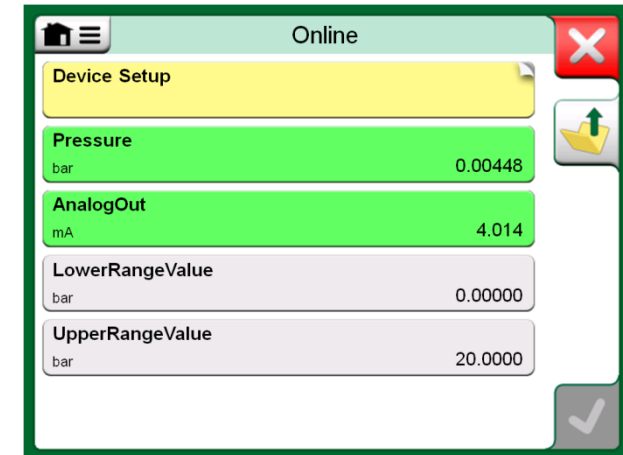 Online
Device Setup
Pressure
bar 0.00448
AnalogOut
mA 4.014
LowerRangeValue
bar 0.00000
UpperRangeValue
bar 20.0000